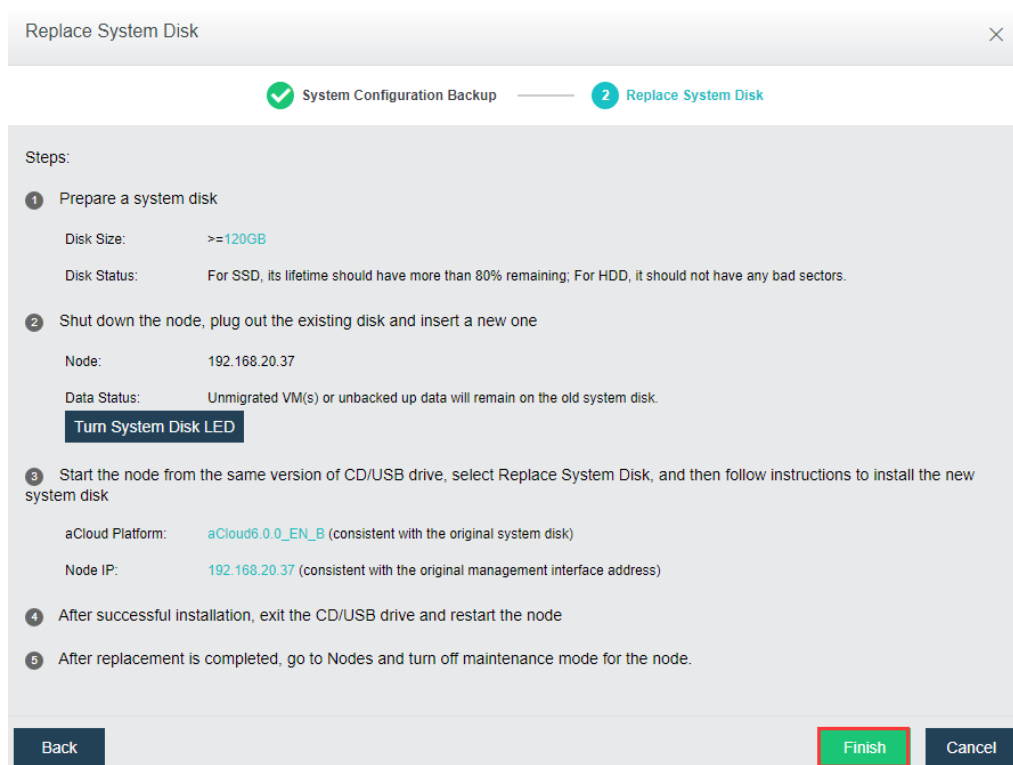 Replace System Disk
System Configuration Backup
2 Replace System Disk
Steps:
1 Prepare a system disk
Disk Size: >=120GB
Disk Status: For SSD, its lifetime should have more than 80% remaining; For HDD, it should not have any bad sectors.
2 Shut down the node, plug out the existing disk and insert a new one
Node: 192.168.20.37
Data Status: Unmigrated VM(s) or unbacked up data will remain on the old system disk.
Turn System Disk LED
3 Start the node from the same version of CD/USB drive, select Replace System Disk, and then follow instructions to install the new
system disk
aCloud Platform: aCloud6.0.0_EN_B (consistent with the original system disk)
Node IP: 192.168.20.37 (consistent with the original management interface address)
4 After successful installation, exit the CD/USB drive and restart the node
5 After replacement is completed, go to Nodes and turn off maintenance mode for the node.
Back Finish Cancel